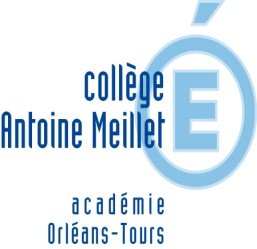 collège
Antoine Meillet
É
académie
Orléans-Tours